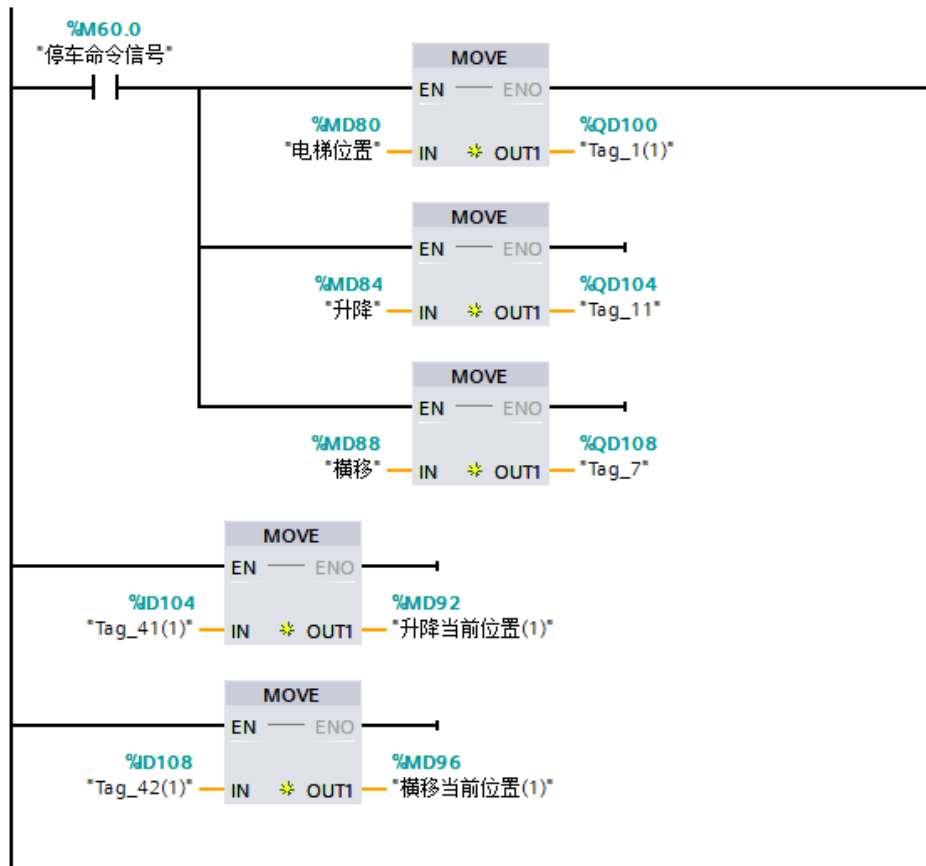 %M60.0
"停车命令信号"
MOVE
EN ENO
%MD80 %QD100
"电梯位置" IN OUT1 "Tag_1(1)"
MOVE
EN ENO
%MD84 %QD104
"升降" IN OUT1 "Tag_11"
MOVE
EN ENO
%MD88 %QD108
"横移" IN OUT1 "Tag_7"
MOVE
EN ENO
%ID104 %MD92
"Tag_41(1)" IN OUT1 "升降当前位置(1)"
MOVE
EN ENO
%ID108 %MD96
"Tag_42(1)" IN OUT1 "横移当前位置(1)"